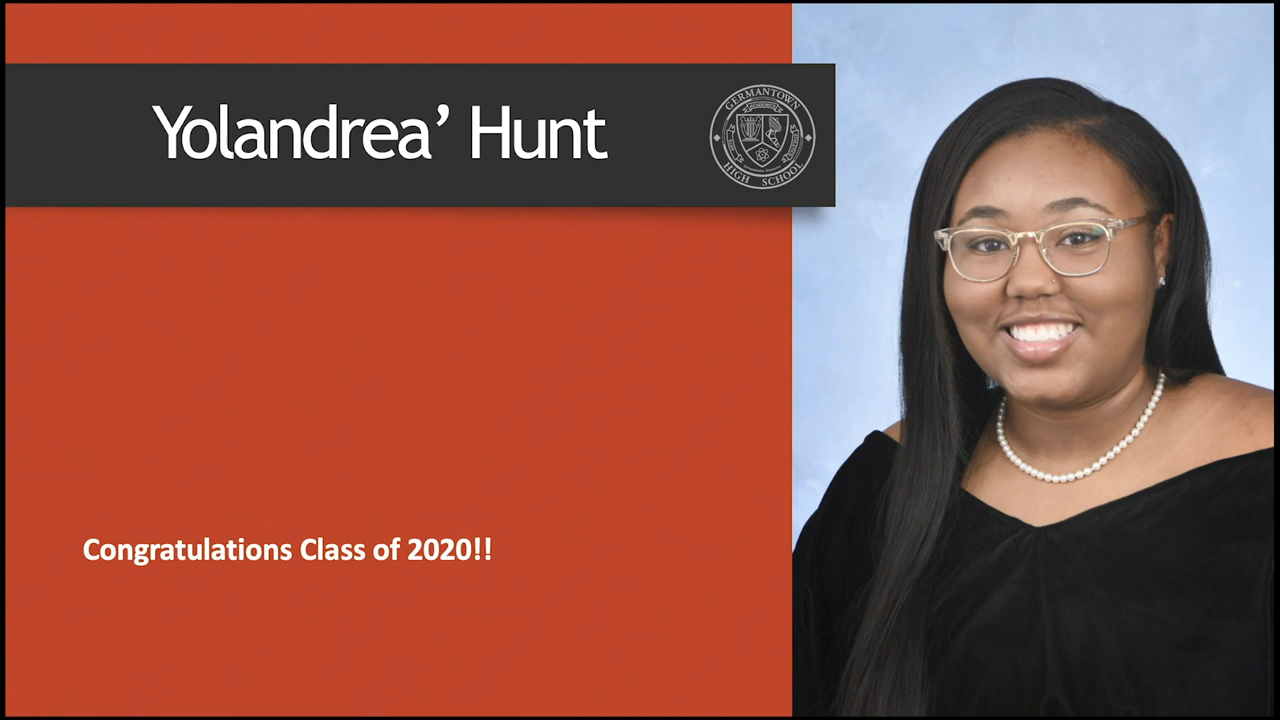 Yolandrea’ Hunt
GERMANTOWN
HIGH SCHOOL
Congratulations Class of 2020!!